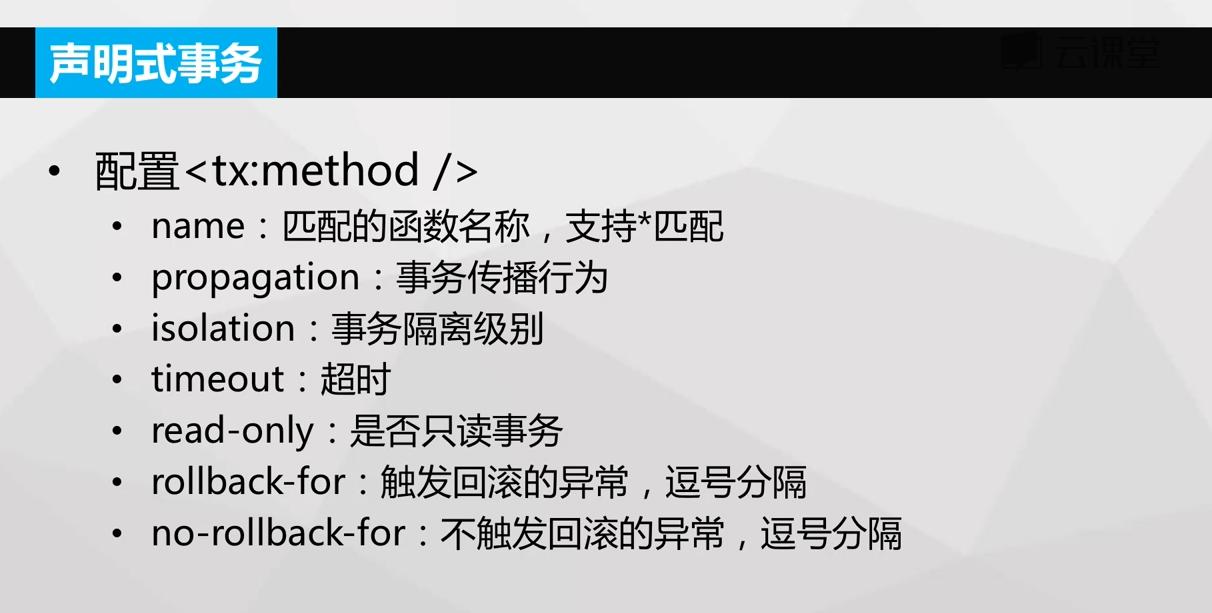 声明式事务
云课堂
• 配置<tx:method />
• name：匹配的函数名称，支持*匹配
• propagation：事务传播行为
• isolation：事务隔离级别
• timeout：超时
• read-only：是否只读事务
• rollback-for：触发回滚的异常，逗号分隔
• no-rollback-for：不触发回滚的异常，逗号分隔